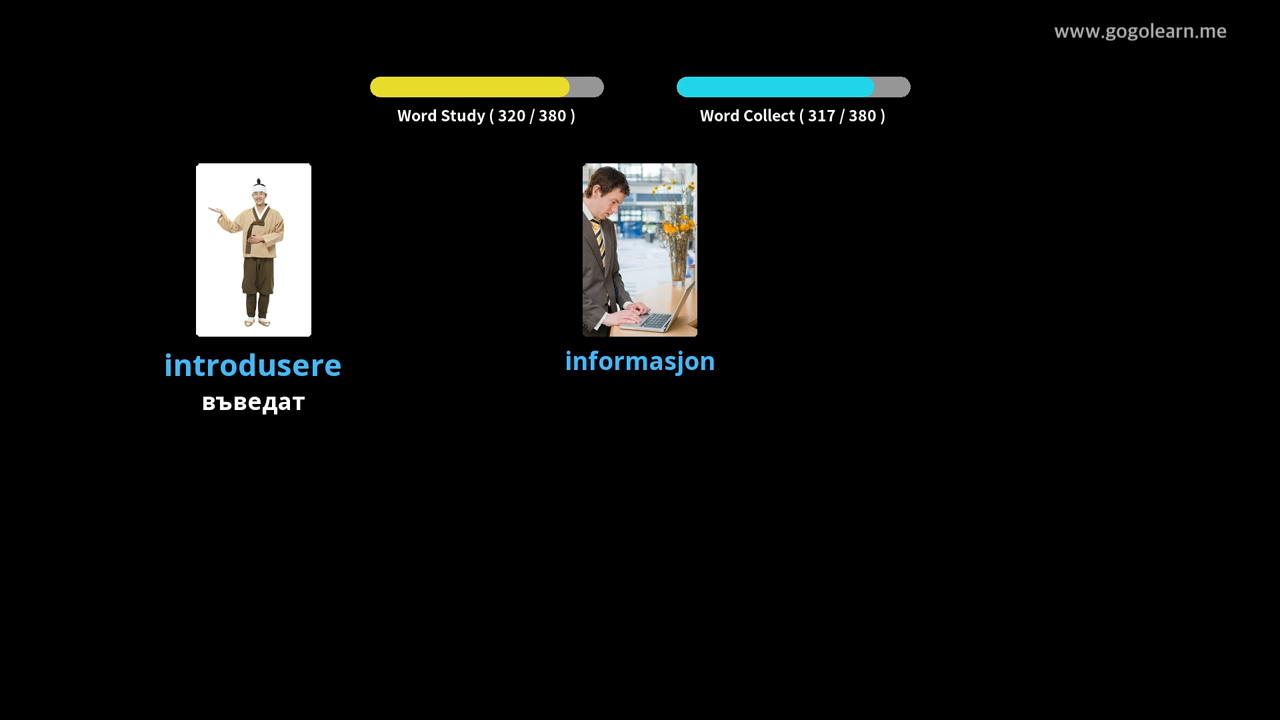 www.gogolearn.me
Word Study ( 320 / 380 )
Word Collect ( 317 / 380 )
introdusere
въведат
informasjon